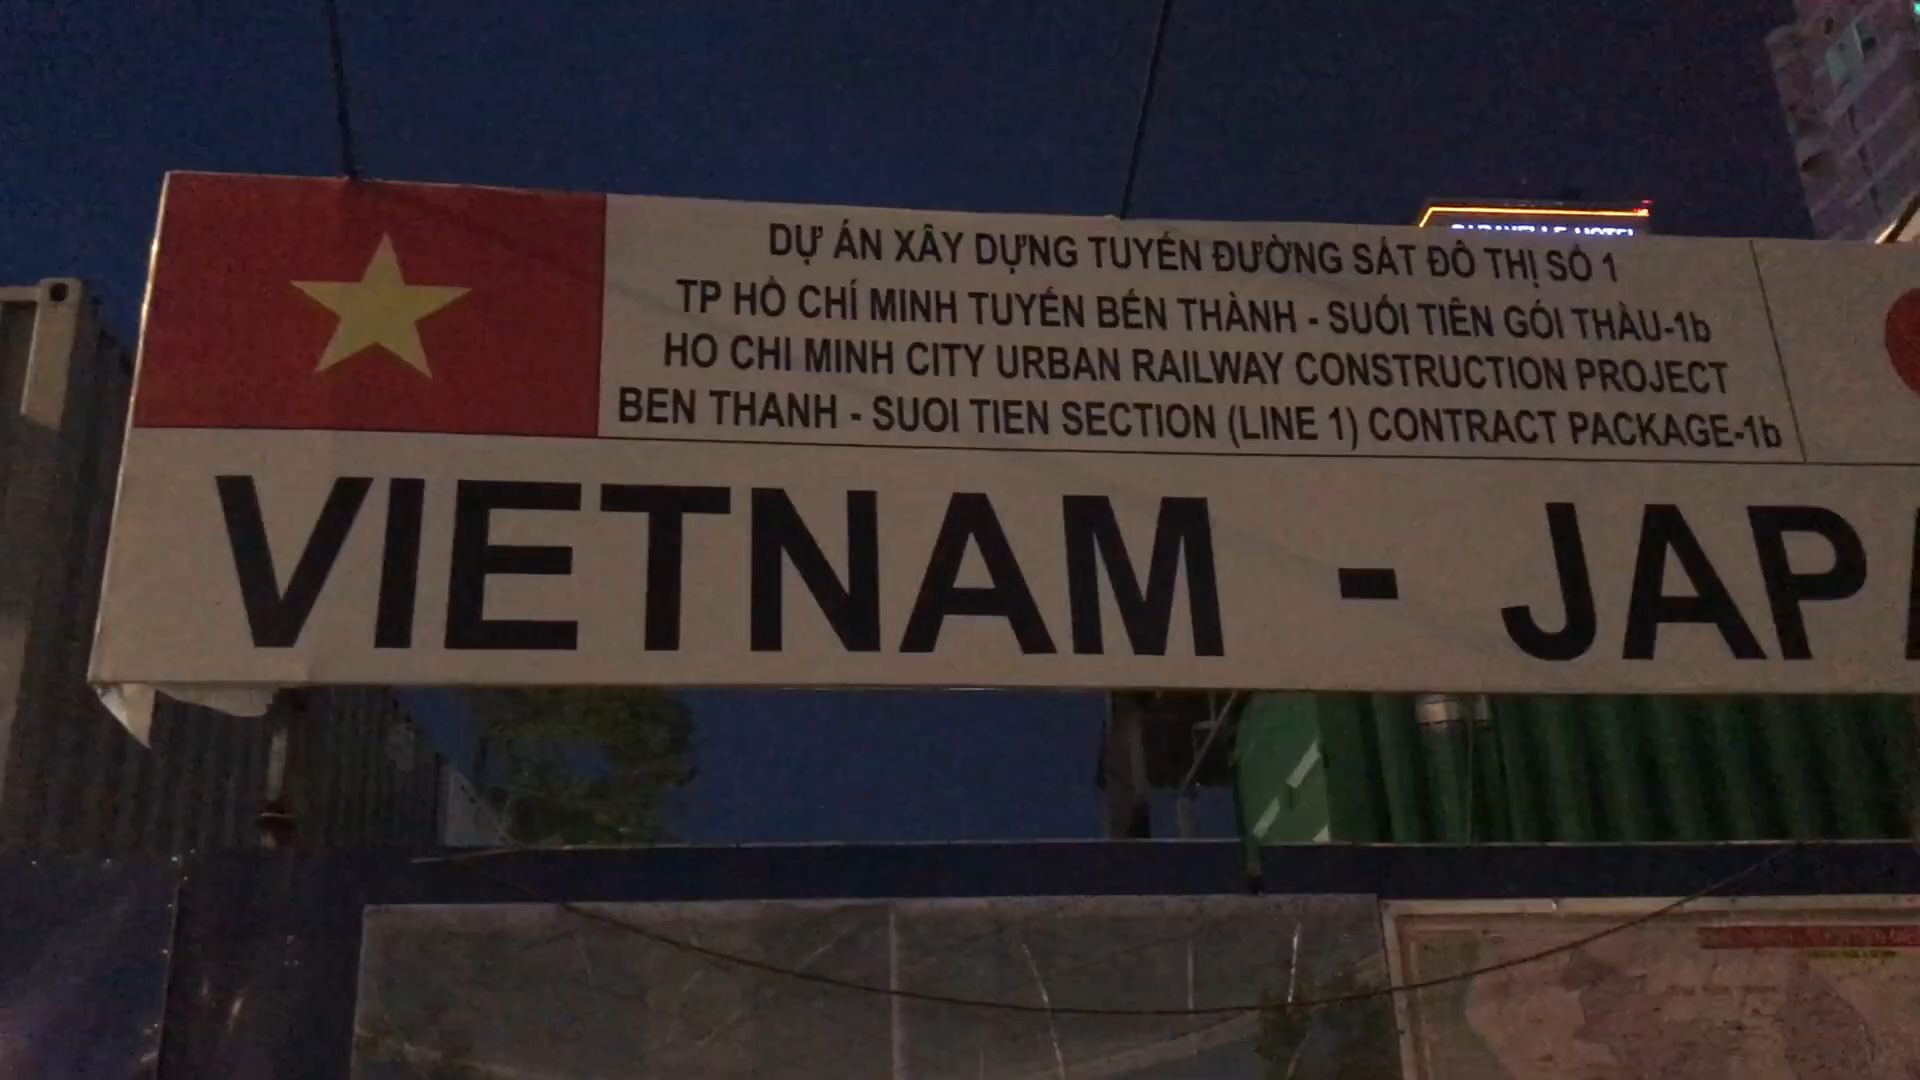 CARAVELLE HOTEL
DỰ ÁN XÂY DỰNG TUYẾN ĐƯỜNG SẮT ĐÔ THỊ SỐ 1
TP HỒ CHÍ MINH TUYẾN BẾN THÀNH - SUỐI TIÊN GÓI THẦU-1b
HO CHI MINH CITY URBAN RAILWAY CONSTRUCTION PROJECT
BEN THANH - SUOI TIEN SECTION (LINE 1) CONTRACT PACKAGE-1b
VIETNAM - JAP